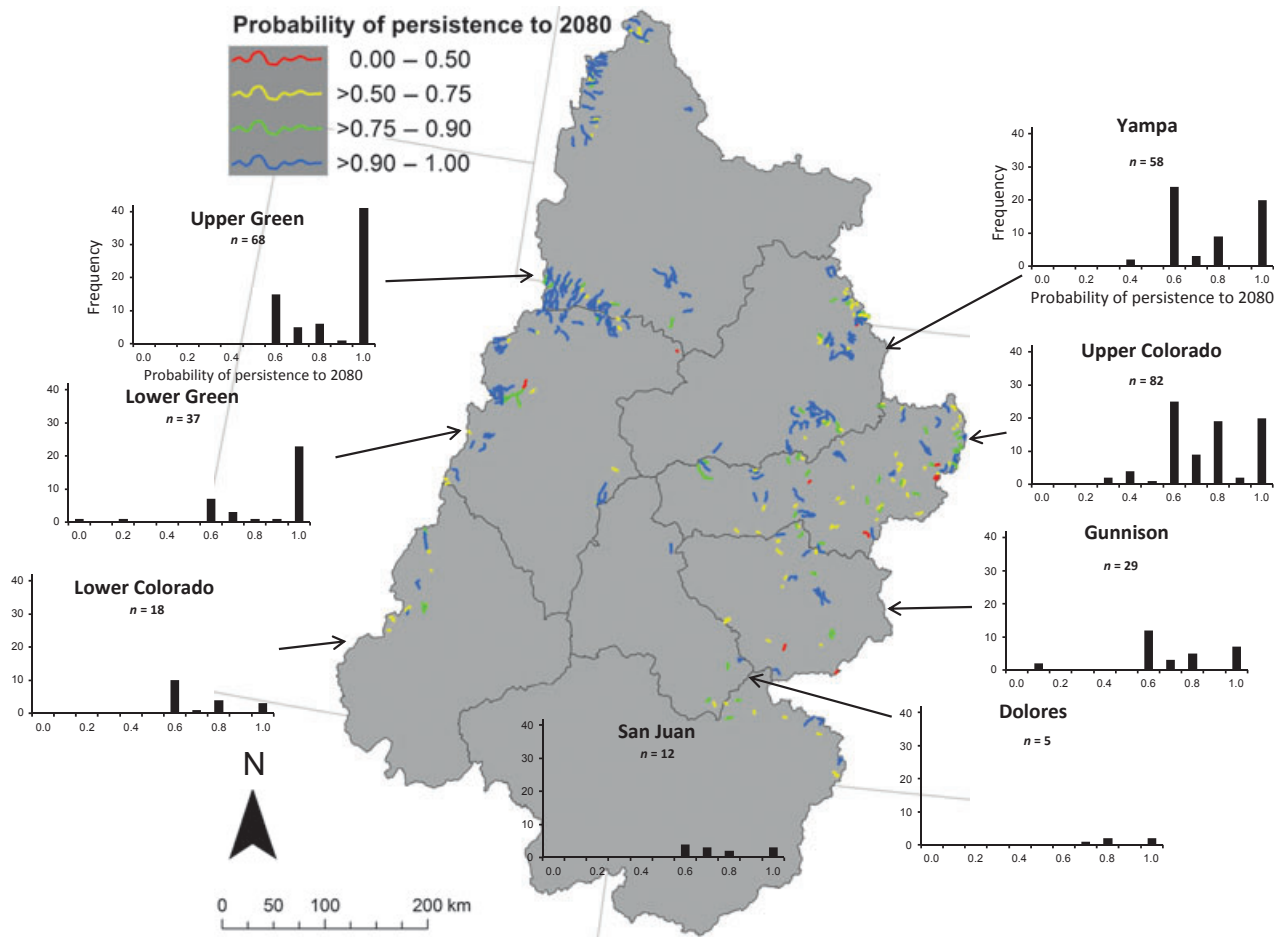 Probability of persistence to 2080
0.00 – 0.50
>0.50 – 0.75
>0.75 – 0.90
>0.90 – 1.00
Upper Green
n = 68
40
30
20
10
0
Frequency
0.0 0.2 0.4 0.6 0.8 1.0
Probability of persistence to 2080
Lower Green
n = 37
40
30
20
10
0
0.0 0.2 0.4 0.6 0.8 1.0
Lower Colorado
n = 18
40
30
20
10
0
0.0 0.2 0.4 0.6 0.8 1.0
Yampa
n = 58
40
30
20
10
0
Frequency
0.0 0.2 0.4 0.6 0.8 1.0
Probability of persistence to 2080
Upper Colorado
n = 82
40
30
20
10
0
0.0 0.2 0.4 0.6 0.8 1.0
Gunnison
n = 29
40
30
20
10
0
0.0 0.2 0.4 0.6 0.8 1.0
Dolores
n = 5
40
30
20
10
0
0.0 0.2 0.4 0.6 0.8 1.0
San Juan
n = 12
40
30
20
10
0
0.0 0.2 0.4 0.6 0.8 1.0
N
0 50 100 200 km